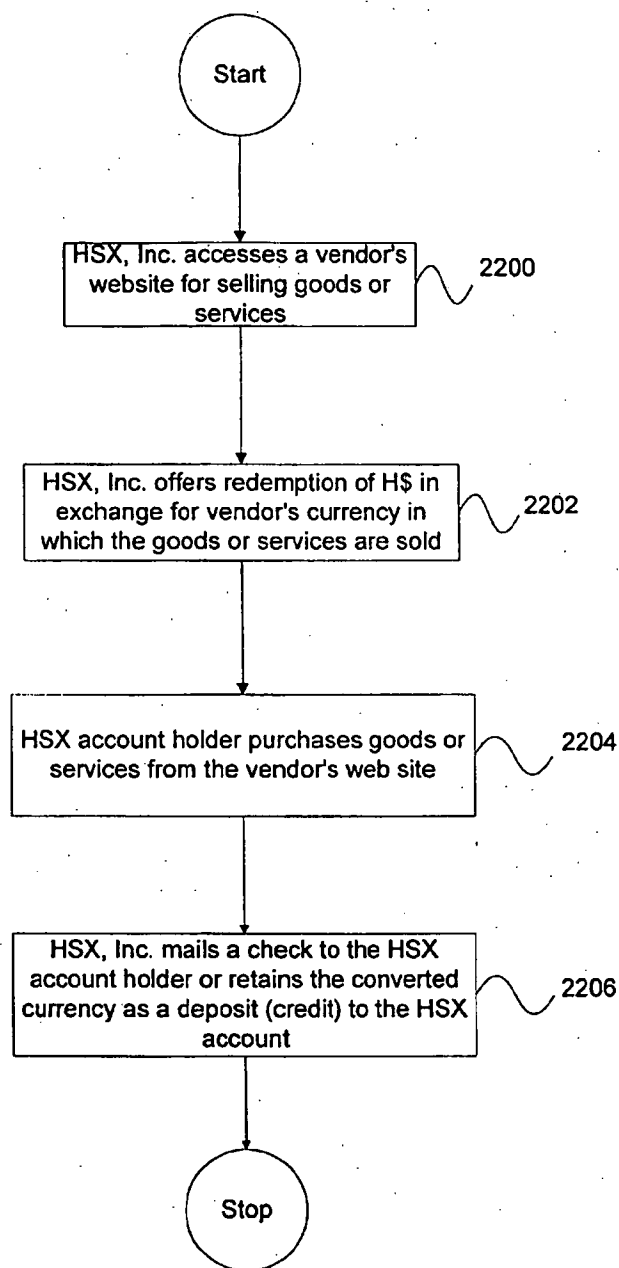 Start
HSX, Inc. accesses a vendor's
website for selling goods or
services
2200
HSX, Inc. offers redemption of H$ in
exchange for vendor's currency in
which the goods or services are sold
2202
HSX account holder purchases goods or
services from the vendor's web site
2204
HSX, Inc. mails a check to the HSX
account holder or retains the converted
currency as a deposit (credit) to the HSX
account
2206
Stop